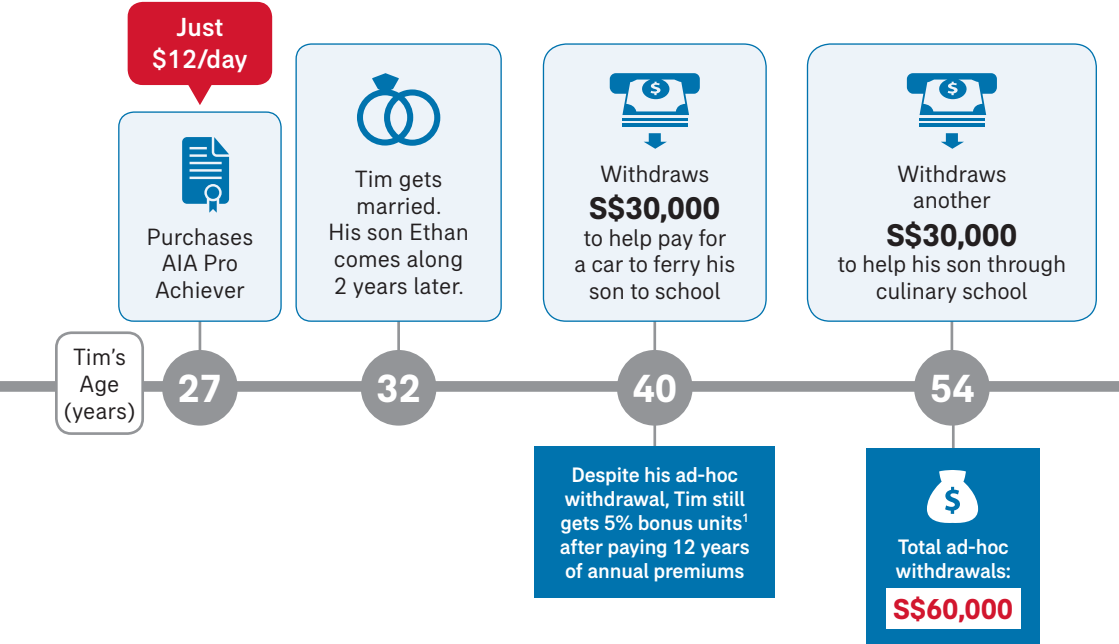 Just
$12/day
Purchases
AIA Pro
Achiever
Tim gets
married.
His son Ethan
comes along
2 years later.
$
Withdraws
S$30,000
to help pay for
a car to ferry his
son to school
$
Withdraws
another
S$30,000
to help his son through
culinary school
Tim's
Age
(years)
27
32
40
54
Despite his ad-hoc
withdrawal, Tim still
gets 5% bonus units¹
after paying 12 years
of annual premiums
$
Total ad-hoc
withdrawals:
S$60,000